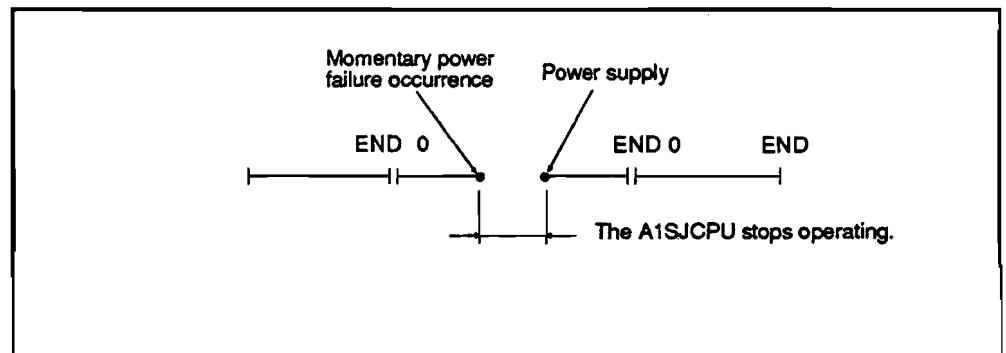 Momentary power
failure occurrence
Power supply
END 0
END 0
END
The A1SJCPU stops operating.